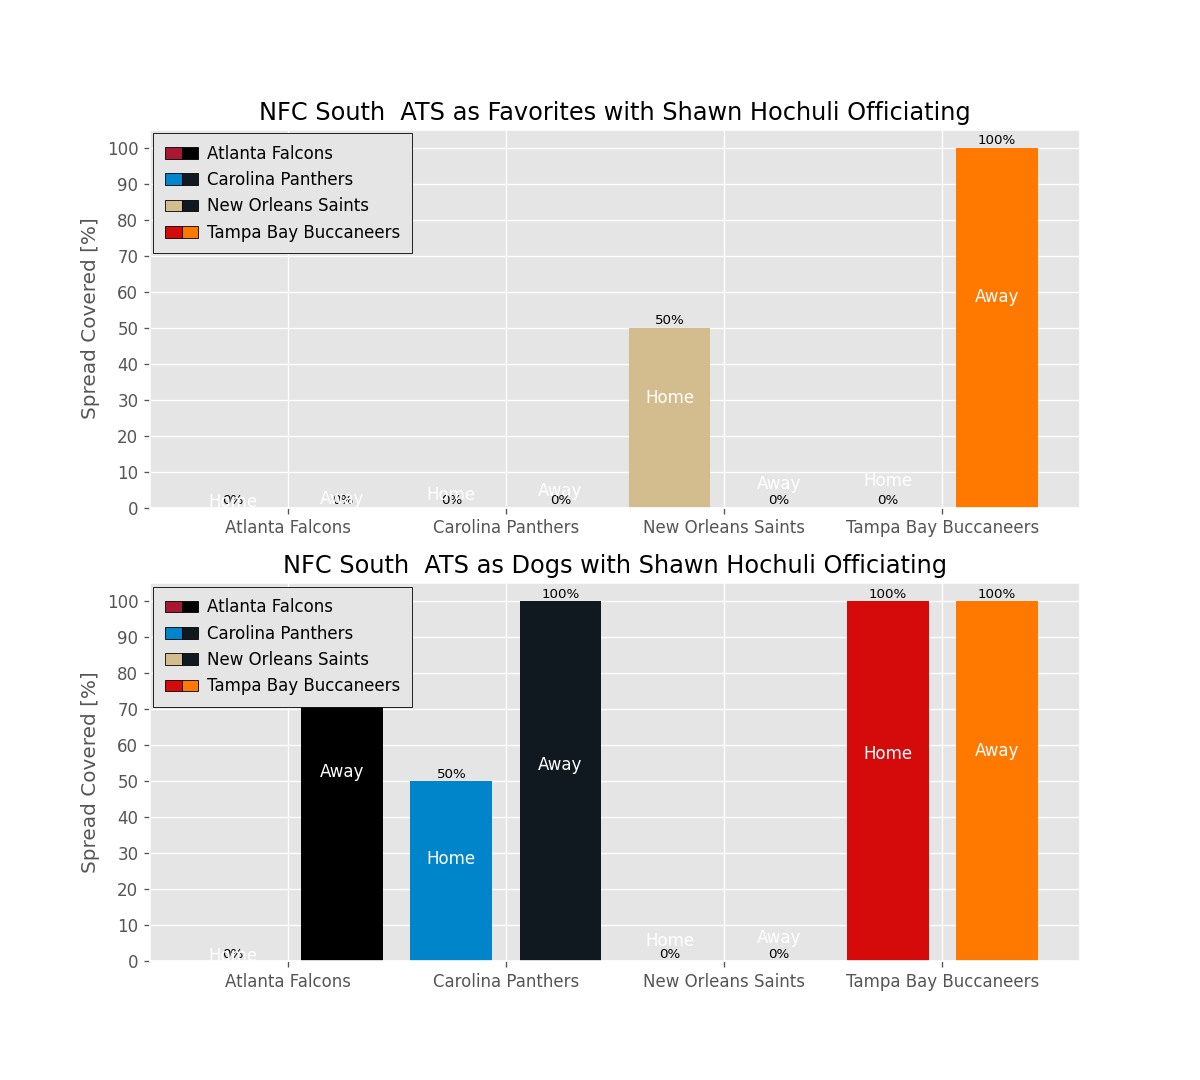 NFC South  ATS as Favorites with Shawn Hochuli Officiating
Spread Covered [%]
100
90
80
70
60
50
40
30
20
10
0
Atlanta Falcons
Carolina Panthers
New Orleans Saints
Tampa Bay Buccaneers
0%
Home
0%
Away
0%
Home
0%
Away
50%
Home
0%
Away
0%
Home
100%
Away
Atlanta Falcons Carolina Panthers New Orleans Saints Tampa Bay Buccaneers
NFC South  ATS as Dogs with Shawn Hochuli Officiating
Spread Covered [%]
100
90
80
70
60
50
40
30
20
10
0
Atlanta Falcons
Carolina Panthers
New Orleans Saints
Tampa Bay Buccaneers
0%
Home
Away
50%
Home
100%
Away
0%
Home
0%
Away
100%
Home
100%
Away
Atlanta Falcons Carolina Panthers New Orleans Saints Tampa Bay Buccaneers